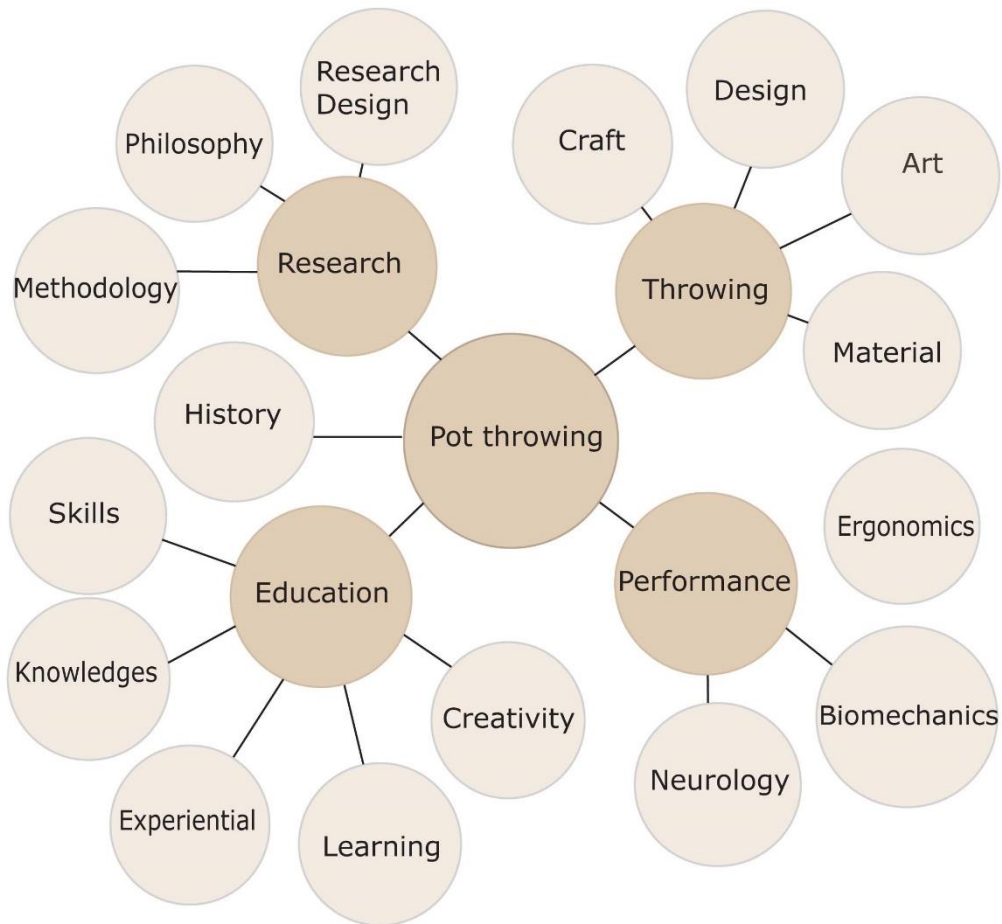 Research
Design
Philosophy
Methodology
Research
Craft
Design
Art
Throwing
Material
History
Pot throwing
Skills
Education
Knowledges
Experiential
Learning
Creativity
Performance
Ergonomics
Biomechanics
Neurology